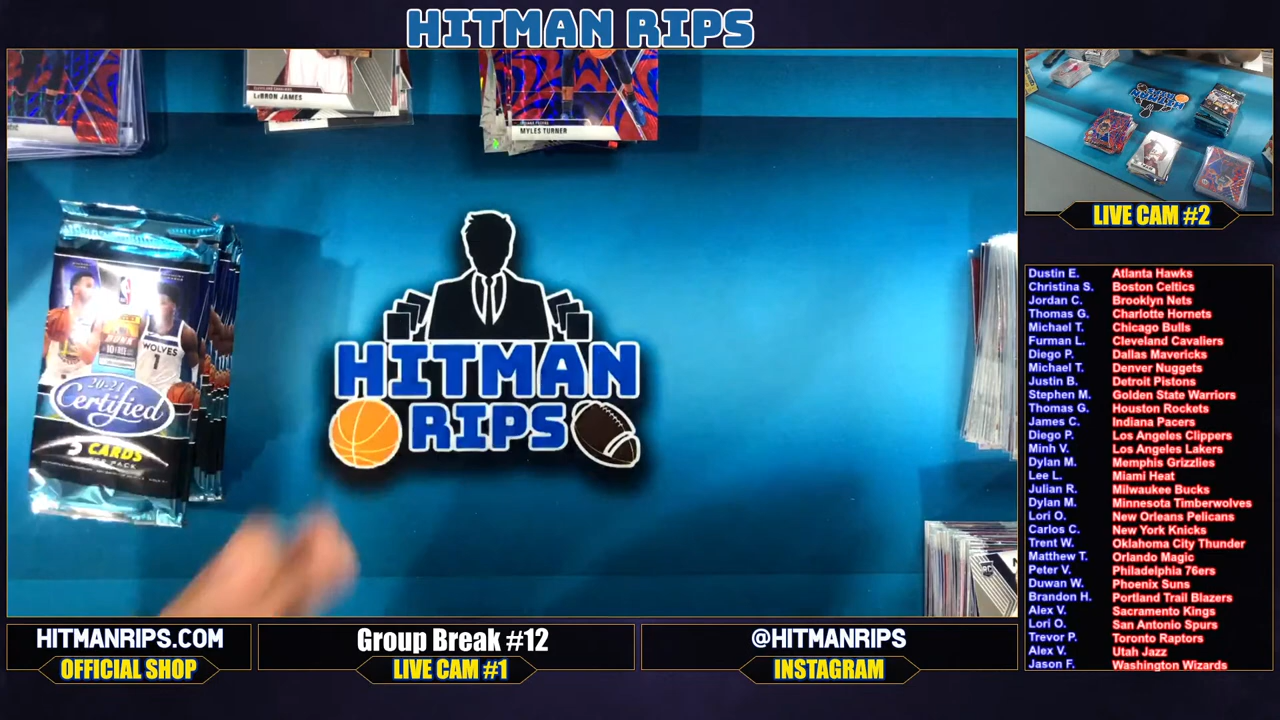 HITMAN RIPS
LeBRON JAMES
MYLES TURNER
WOLVES
1
20-21
Certified
5 CARDS
PER PACK
HITMAN
RIPS
LIVE CAM #2
Dustin E. Atlanta Hawks
Christina S. Boston Celtics
Jordan C. Brooklyn Nets
Thomas G. Charlotte Hornets
Michael T. Chicago Bulls
Furman L. Cleveland Cavaliers
Diego P. Dallas Mavericks
Michael T. Denver Nuggets
Justin B. Detroit Pistons
Stephen M. Golden State Warriors
Thomas G. Houston Rockets
James C. Indiana Pacers
Diego P. Los Angeles Clippers
Minh V. Los Angeles Lakers
Dylan M. Memphis Grizzlies
Lee L. Miami Heat
Julian R. Milwaukee Bucks
Dylan M. Minnesota Timberwolves
Lori O. New Orleans Pelicans
Carlos C. New York Knicks
Trent W. Oklahoma City Thunder
Matthew T. Orlando Magic
Peter V. Philadelphia 76ers
Duwan W. Phoenix Suns
Brandon H. Portland Trail Blazers
Alex V. Sacramento Kings
Lori O. San Antonio Spurs
Trevor P. Toronto Raptors
Alex V. Utah Jazz
Jason F. Washington Wizards
HITMANRIPS.COM
OFFICIAL SHOP
Group Break #12
LIVE CAM #1
@HITMANRIPS
INSTAGRAM